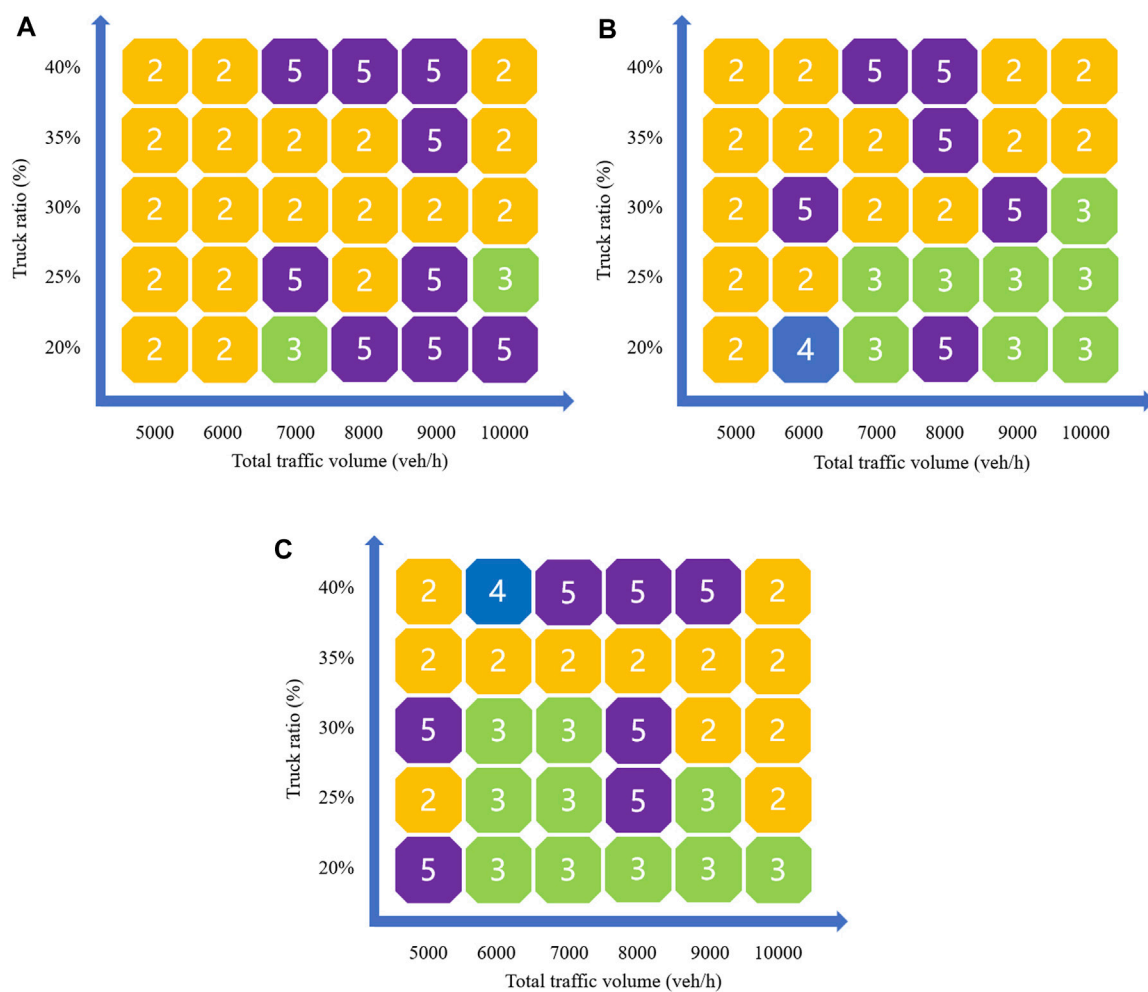 A
40% 2 2 5 5 5 2
35% 2 2 2 2 5 2
30% 2 2 2 2 2 2
25% 2 2 5 2 5 3
20% 2 2 3 5 5 5
Truck ratio (%)
5000 6000 7000 8000 9000 10000
Total traffic volume (veh/h)
B
40% 2 2 5 5 2 2
35% 2 2 2 5 2 2
30% 2 5 2 2 5 3
25% 2 2 3 3 3 3
20% 2 4 3 5 3 3
Truck ratio (%)
5000 6000 7000 8000 9000 10000
Total traffic volume (veh/h)
C
40% 2 4 5 5 5 2
35% 2 2 2 2 2 2
30% 5 3 3 5 2 2
25% 2 3 3 5 3 2
20% 5 3 3 3 3 3
Truck ratio (%)
5000 6000 7000 8000 9000 10000
Total traffic volume (veh/h)